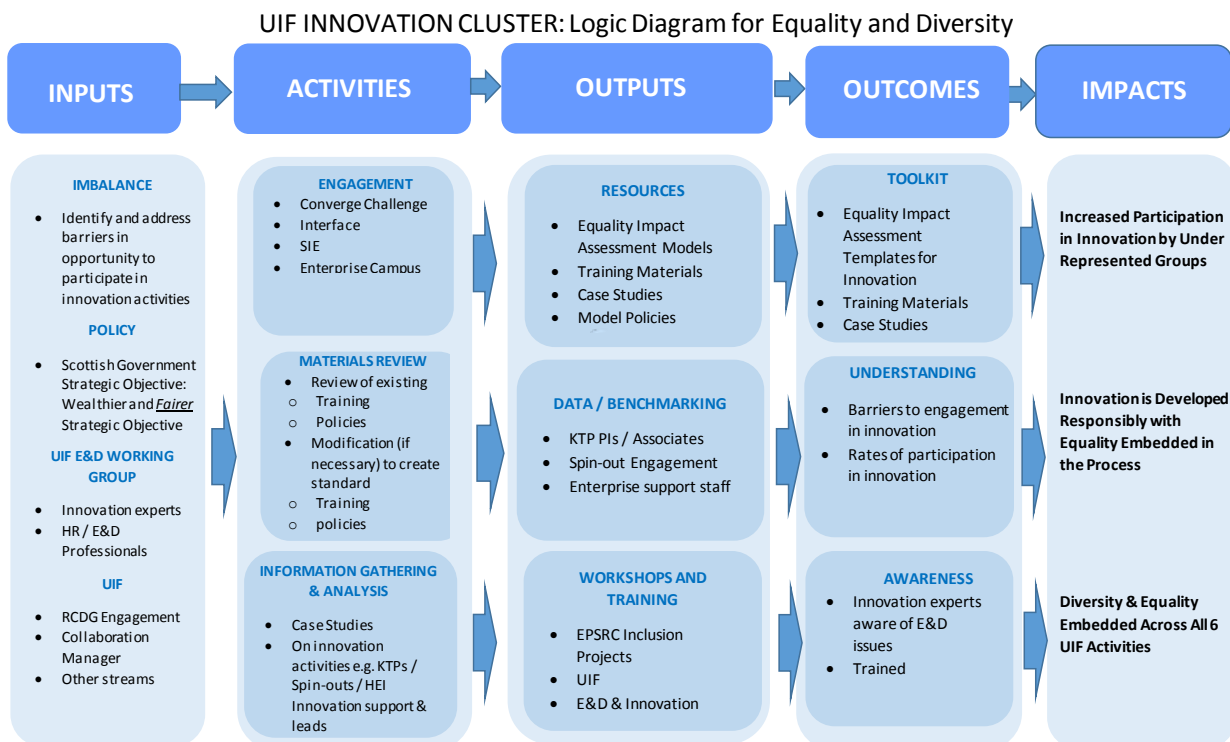 UIF INNOVATION CLUSTER: Logic Diagram for Equality and Diversity
INPUTS
ACTIVITIES
OUTPUTS
OUTCOMES
IMPACTS
IMBALANCE
• Identify and address
barriers in
opportunity to
participate in
innovation activities
POLICY
• Scottish Government
Strategic Objective:
Wealthier and Fairer
Strategic Objective
UIF E&D WORKING
GROUP
• Innovation experts
• HR / E&D
Professionals
UIF
• RCDG Engagement
• Collaboration
Manager
• Other streams
ENGAGEMENT
• Converge Challenge
• Interface
• SIE
• Enterprise Campus
MATERIALS REVIEW
• Review of existing
o Training
o Policies
• Modification (if
necessary) to create
standard
o Training
o policies
INFORMATION GATHERING
& ANALYSIS
• Case Studies
• On innovation
activities e.g. KTPs /
Spin-outs / HEI
Innovation support &
leads
RESOURCES
• Equality Impact
Assessment Models
• Training Materials
• Case Studies
• Model Policies
DATA / BENCHMARKING
• KTP PIs / Associates
• Spin-out Engagement
• Enterprise support staff
WORKSHOPS AND
TRAINING
• EPSRC Inclusion
Projects
• UIF
• E&D & Innovation
TOOLKIT
• Equality Impact
Assessment
Templates for
Innovation
• Training Materials
• Case Studies
UNDERSTANDING
• Barriers to engagement
in innovation
• Rates of participation
in innovation
AWARENESS
• Innovation experts
aware of E&D
issues
• Trained
Increased Participation
in Innovation by Under
Represented Groups
Innovation is Developed
Responsibly with
Equality Embedded in
the Process
Diversity & Equality
Embedded Across All 6
UIF Activities